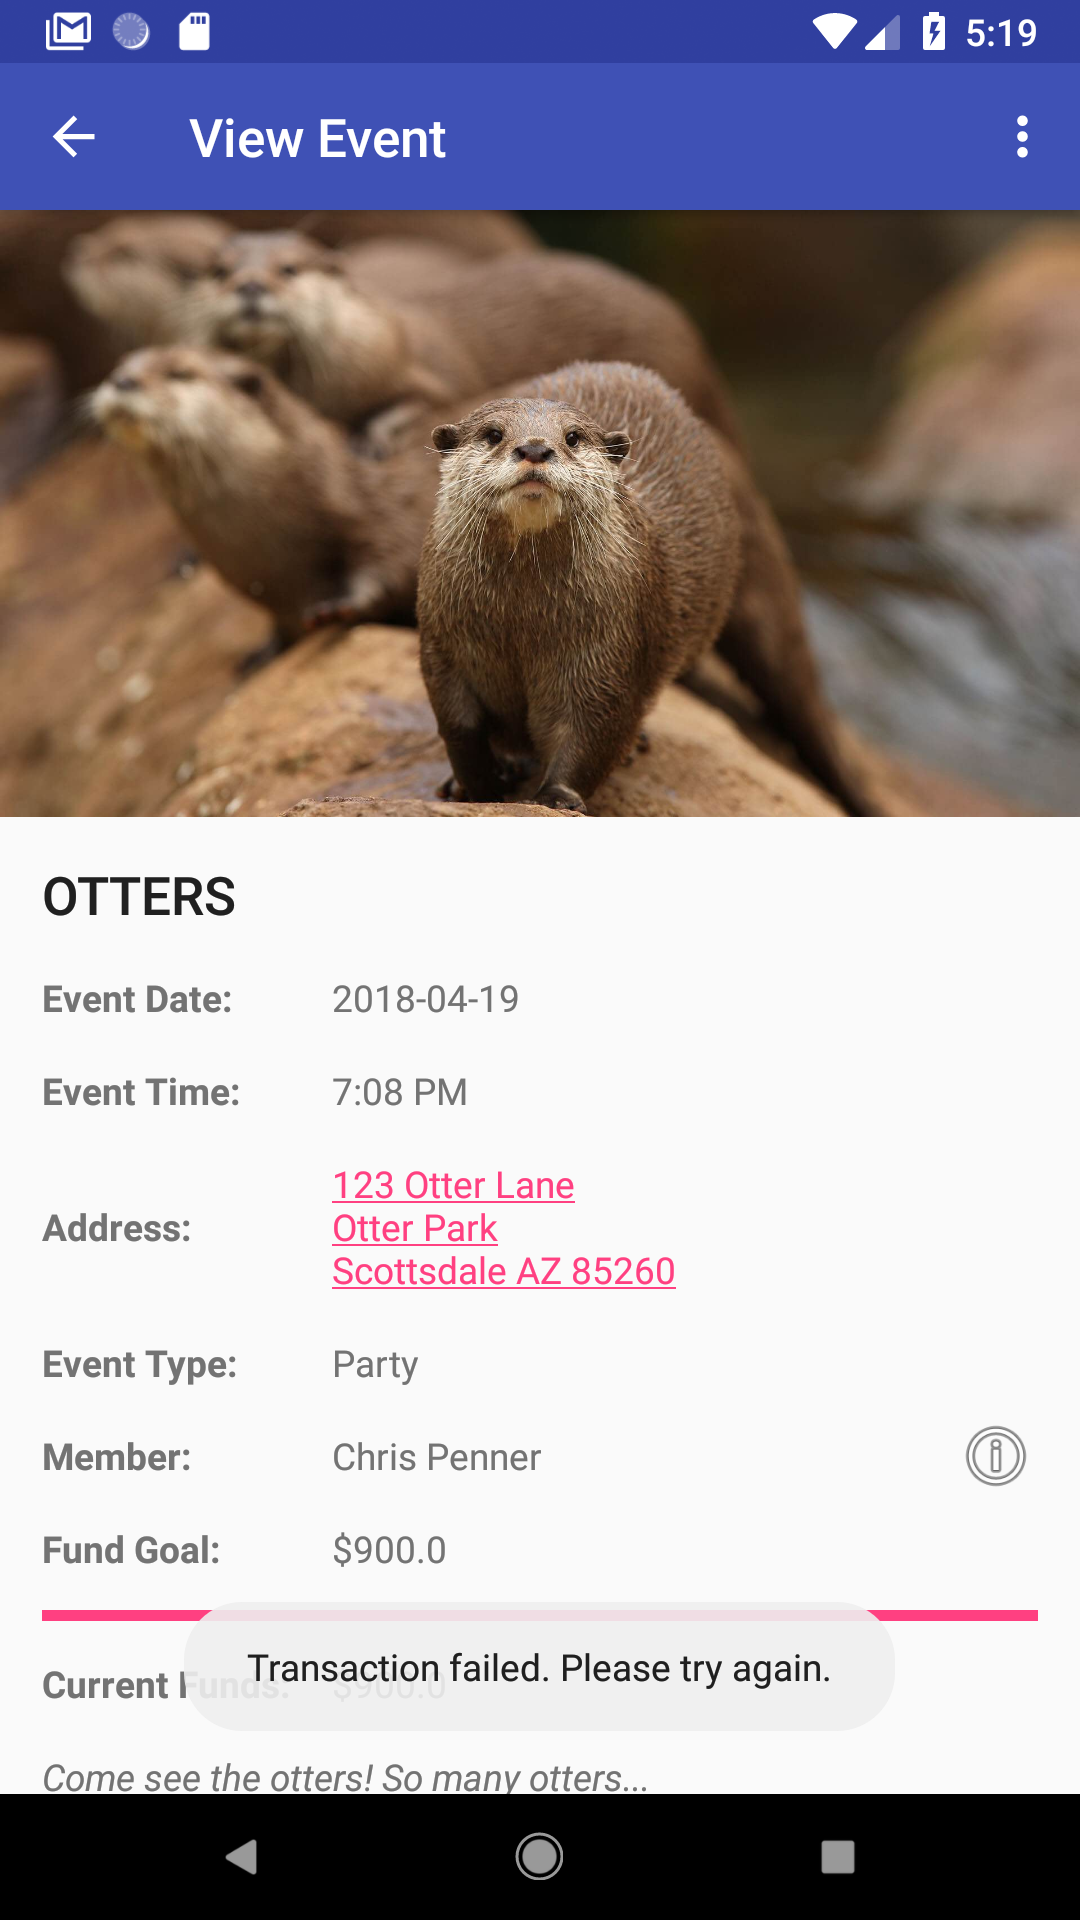 5:19
View Event
OTTERS
Event Date: 2018-04-19
Event Time: 7:08 PM
Address: 123 Otter Lane
Otter Park
Scottsdale AZ 85260
Event Type: Party
Member: Chris Penner
Fund Goal: $900.0
Transaction failed. Please try again.
Current Funds: $900.0
Come see the otters! So many otters...